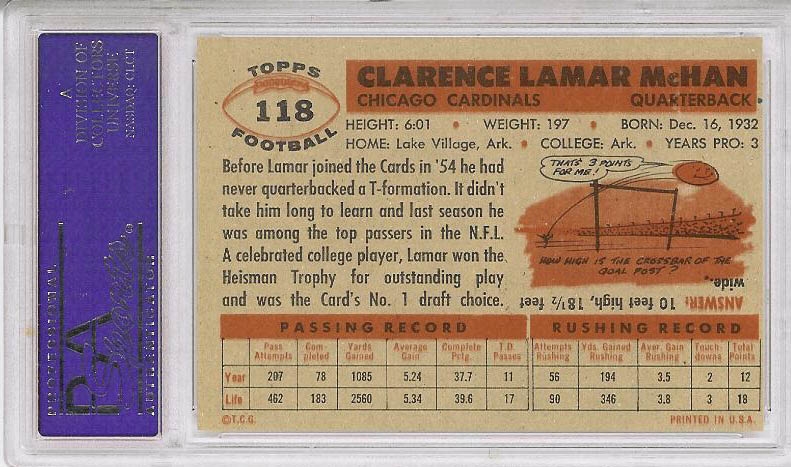 A
DIVISION OF
COLLECTORS
UNIVERSE
NASDAQ: CLCT
PROFESSIONAL
PSA
Sports
AUTHENTICATOR
TOPPS
118
FOOTBALL
CLARENCE LAMAR McHAN
CHICAGO CARDINALS QUARTERBACK
HEIGHT: 6:01 • WEIGHT: 197 • BORN: Dec. 16, 1932
HOME: Lake Village, Ark. • COLLEGE: Ark. • YEARS PRO: 3
Before Lamar joined the Cards in '54 he had
never quarterbacked a T-formation. It didn't
take him long to learn and last season he
was among the top passers in the N.F.L.
A celebrated college player, Lamar won the
Heisman Trophy for outstanding play
and was the Card's No. 1 draft choice.
THAT'S 3 POINTS
FOR ME!
HOW HIGH IS THE CROSSBAR OF THE
GOAL POST?
ANSWER: 10 feet high, 18½ feet
wide.
PASSING RECORD
Pass Attempts Completed Yards Gained Average Gain Complete Pctg. T.D. Passes
Year 207 78 1085 5.24 37.7 11
Life 462 183 2560 5.34 39.6 17
RUSHING RECORD
Attempts Rushing Yds. Gained Rushing Aver. Gain Rushing Touch-downs Total Points
56 194 3.5 2 12
90 346 3.8 3 18
©T.C.G. PRINTED IN U.S.A.